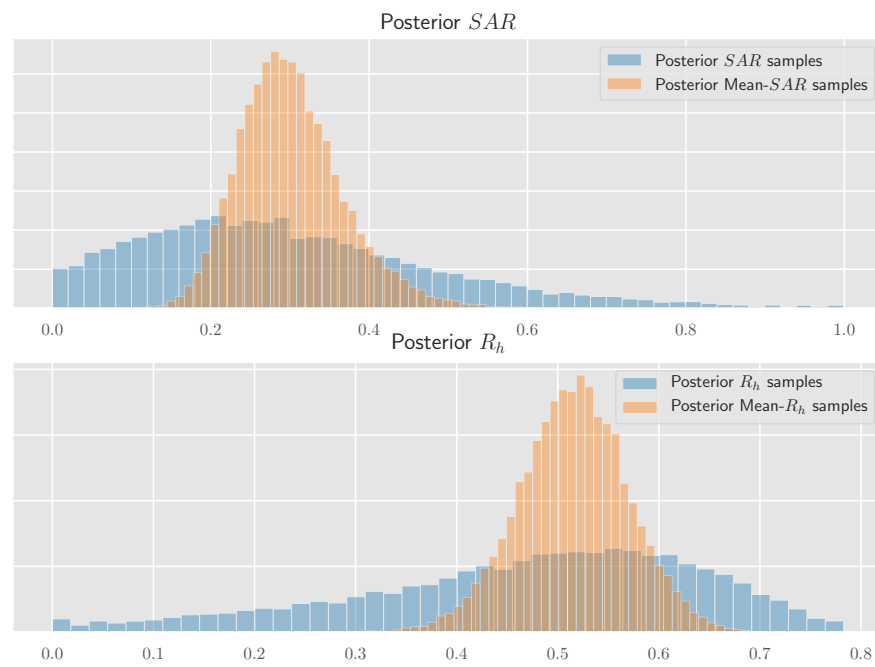 Posterior SAR
Posterior SAR samples
Posterior Mean-SAR samples
0.0 0.2 0.4 0.6 0.8 1.0
Posterior R_h
Posterior R_h samples
Posterior Mean-R_h samples
0.0 0.1 0.2 0.3 0.4 0.5 0.6 0.7 0.8